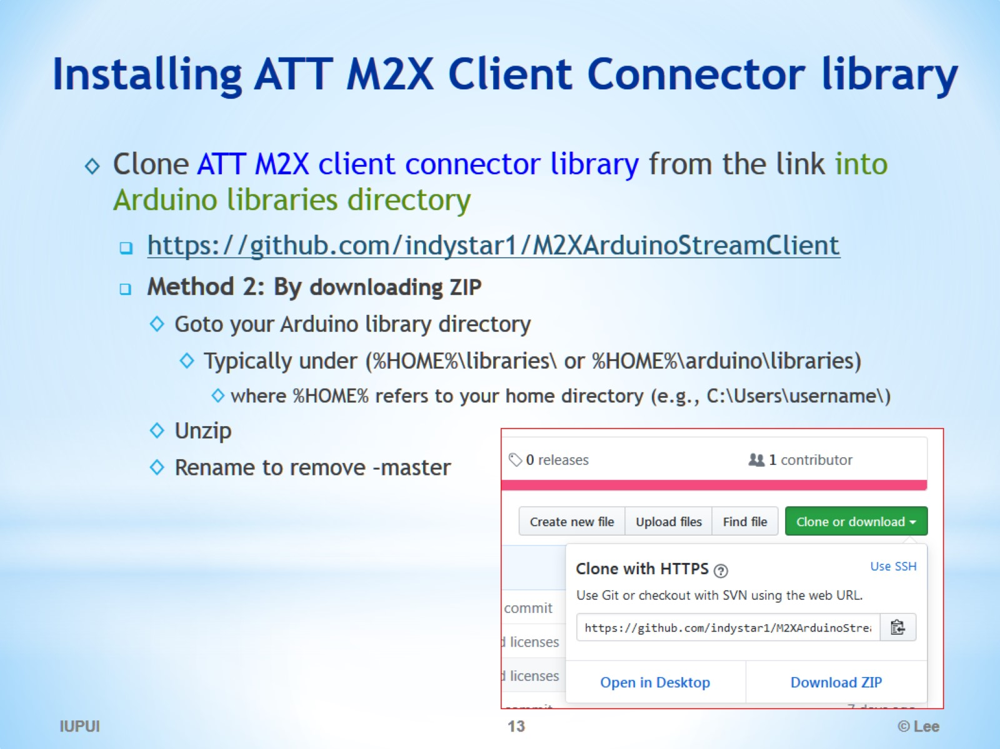 Installing ATT M2X Client Connector library
Clone ATT M2X client connector library from the link into
Arduino libraries directory
https://github.com/indystar1/M2XArduinoStreamClient
Method 2: By downloading ZIP
Goto your Arduino library directory
Typically under (%HOME%\libraries\ or %HOME%\arduino\libraries)
where %HOME% refers to your home directory (e.g., C:\Users\username\)
Unzip
Rename to remove –master
0 releases
1 contributor
Create new file
Upload files
Find file
Clone or download
Clone with HTTPS
Use SSH
Use Git or checkout with SVN using the web URL.
commit
https://github.com/indystar1/M2XArduinoStrea
d licenses
d licenses
Open in Desktop
Download ZIP
commit
7 days ago
IUPUI
13
© Lee